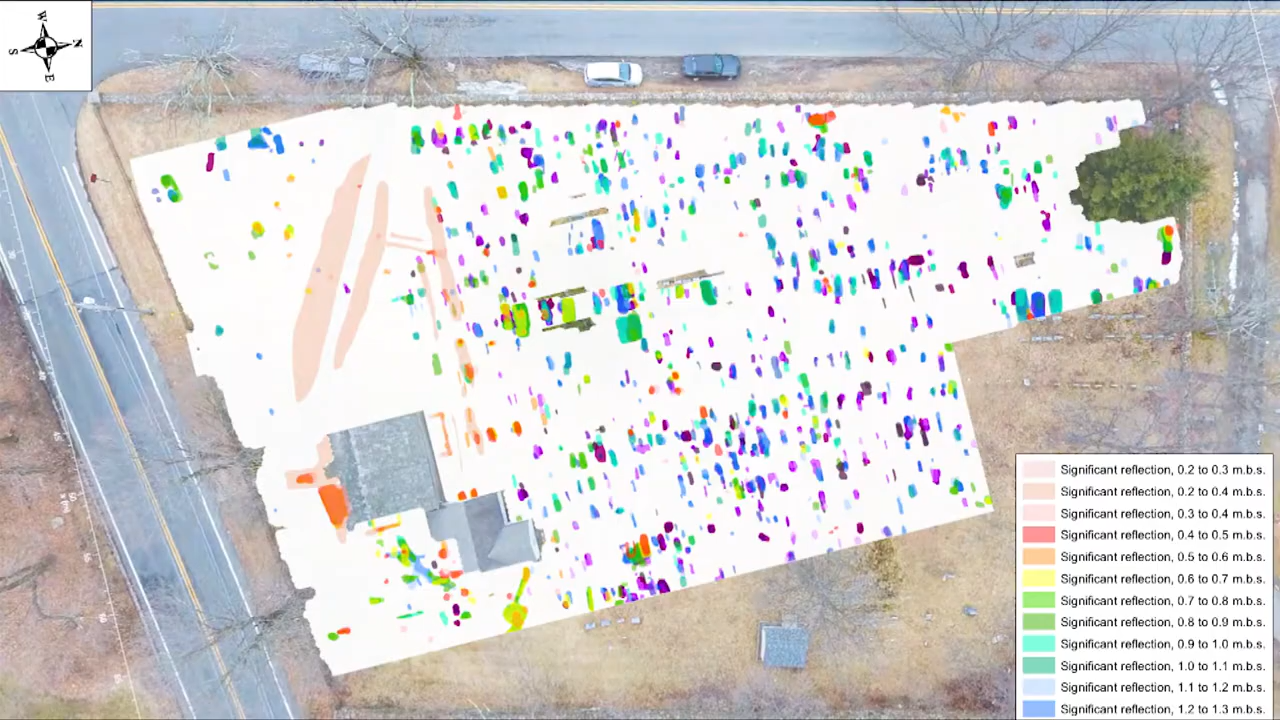 W
S N
E
Significant reflection, 0.2 to 0.3 m.b.s.
Significant reflection, 0.2 to 0.4 m.b.s.
Significant reflection, 0.3 to 0.4 m.b.s.
Significant reflection, 0.4 to 0.5 m.b.s.
Significant reflection, 0.5 to 0.6 m.b.s.
Significant reflection, 0.6 to 0.7 m.b.s.
Significant reflection, 0.7 to 0.8 m.b.s.
Significant reflection, 0.8 to 0.9 m.b.s.
Significant reflection, 0.9 to 1.0 m.b.s.
Significant reflection, 1.0 to 1.1 m.b.s.
Significant reflection, 1.1 to 1.2 m.b.s.
Significant reflection, 1.2 to 1.3 m.b.s.